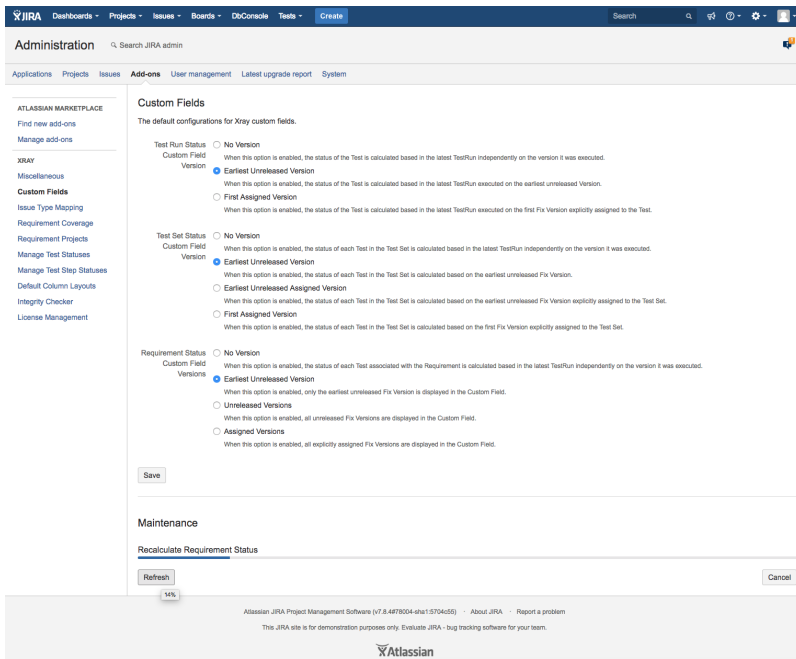 JIRA Dashboards Projects Issues Boards DbConsole Tests Create Search
Administration Search JIRA admin
Applications Projects Issues Add-ons User management Latest upgrade report System
ATLASSIAN MARKETPLACE
Find new add-ons
Manage add-ons
XRAY
Miscellaneous
Custom Fields
Issue Type Mapping
Requirement Coverage
Requirement Projects
Manage Test Statuses
Manage Test Step Statuses
Default Column Layouts
Integrity Checker
License Management
Custom Fields
The default configurations for Xray custom fields.
Test Run Status
Custom Field
Version
No Version
When this option is enabled, the status of the Test is calculated based in the latest TestRun independently on the version it was executed.
Earliest Unreleased Version
When this option is enabled, the status of the Test is calculated based in the latest TestRun executed on the earliest unreleased Version.
First Assigned Version
When this option is enabled, the status of the Test is calculated based in the latest TestRun executed on the first Fix Version explicitly assigned to the Test.
Test Set Status
Custom Field
Version
No Version
When this option is enabled, the status of each Test in the Test Set is calculated based in the latest TestRun independently on the version it was executed.
Earliest Unreleased Version
When this option is enabled, the status of each Test in the Test Set is calculated based on the earliest unreleased Fix Version.
Earliest Unreleased Assigned Version
When this option is enabled, the status of each Test in the Test Set is calculated based on the earliest unreleased Fix Version explicitly assigned to the Test Set.
First Assigned Version
When this option is enabled, the status of each Test in the Test Set is calculated based on the first Fix Version explicitly assigned to the Test Set.
Requirement Status
Custom Field
Versions
No Version
When this option is enabled, the status of each Test associated with the Requirement is calculated based in the latest TestRun independently on the version it was executed.
Earliest Unreleased Version
When this option is enabled, only the earliest unreleased Fix Version is displayed in the Custom Field.
Unreleased Versions
When this option is enabled, all unreleased Fix Versions are displayed in the Custom Field.
Assigned Versions
When this option is enabled, all explicitly assigned Fix Versions are displayed in the Custom Field.
Save
Maintenance
Recalculate Requirement Status
Refresh Cancel
14%
Atlassian JIRA Project Management Software (v7.8.4#78004-sha1:5704c55) · About JIRA · Report a problem
This JIRA site is for demonstration purposes only. Evaluate JIRA - bug tracking software for your team.
Atlassian